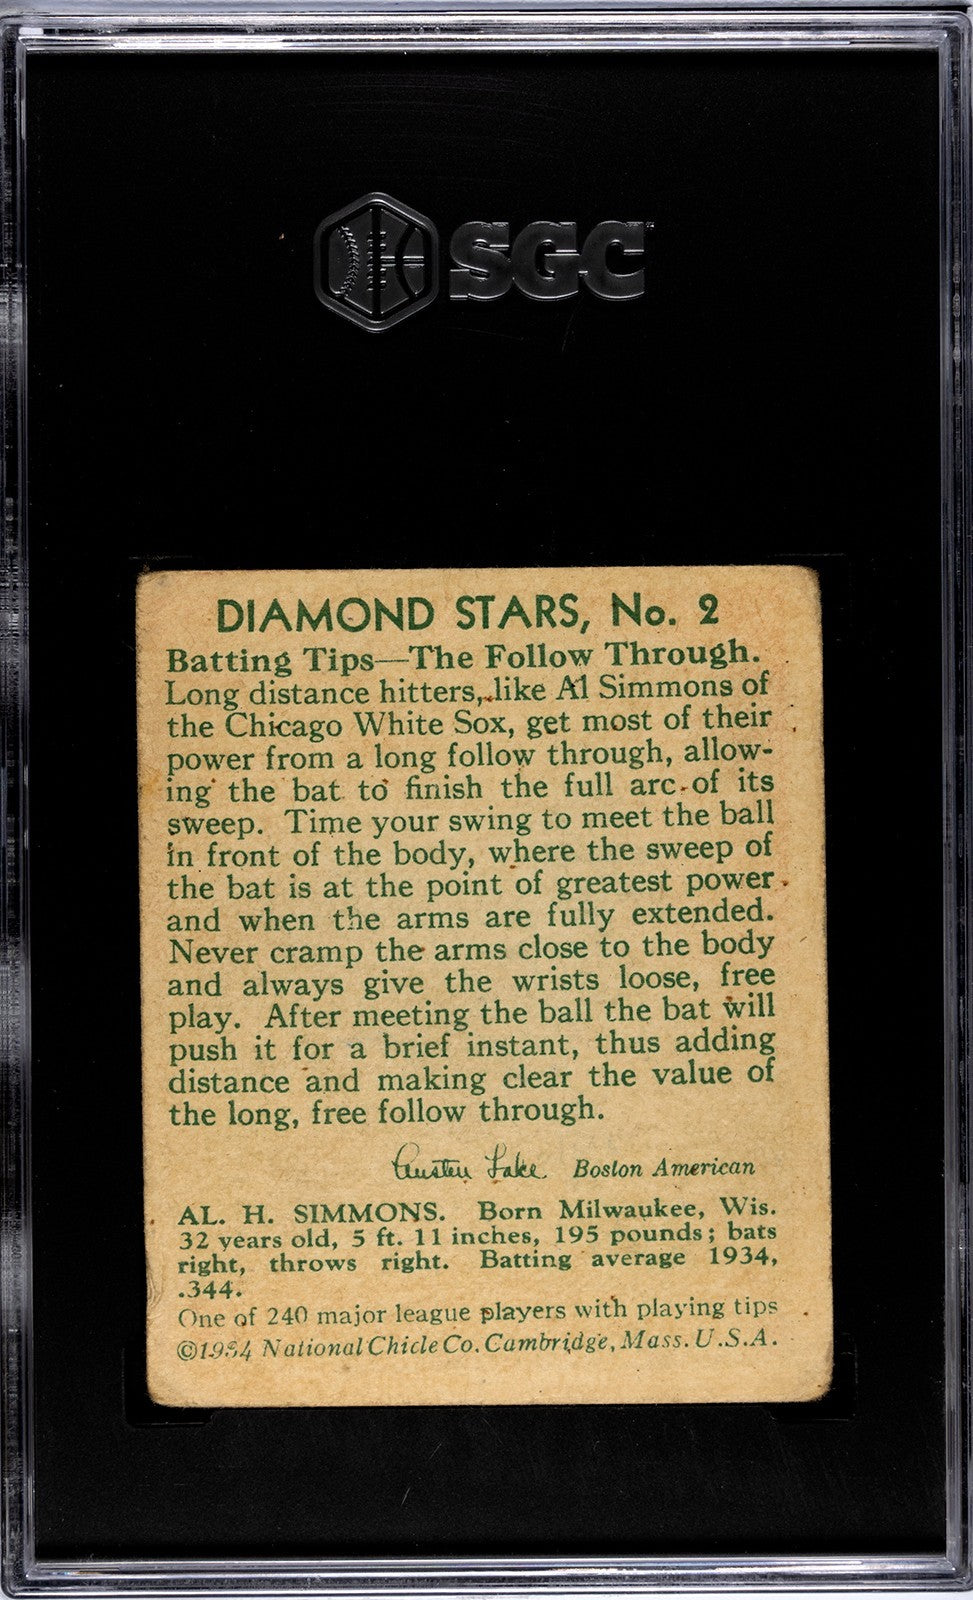 SGC
DIAMOND STARS, No. 2
Batting Tips—The Follow Through.
Long distance hitters, like Al Simmons of
the Chicago White Sox, get most of their
power from a long follow through, allow-
ing the bat to finish the full arc of its
sweep. Time your swing to meet the ball
in front of the body, where the sweep of
the bat is at the point of greatest power
and when the arms are fully extended.
Never cramp the arms close to the body
and always give the wrists loose, free
play. After meeting the ball the bat will
push it for a brief instant, thus adding
distance and making clear the value of
the long, free follow through.
Austen Lake Boston American
AL. H. SIMMONS. Born Milwaukee, Wis.
32 years old, 5 ft. 11 inches, 195 pounds; bats
right, throws right. Batting average 1934,
.344.
One of 240 major league players with playing tips
©1934 National Chicle Co. Cambridge, Mass. U.S.A.